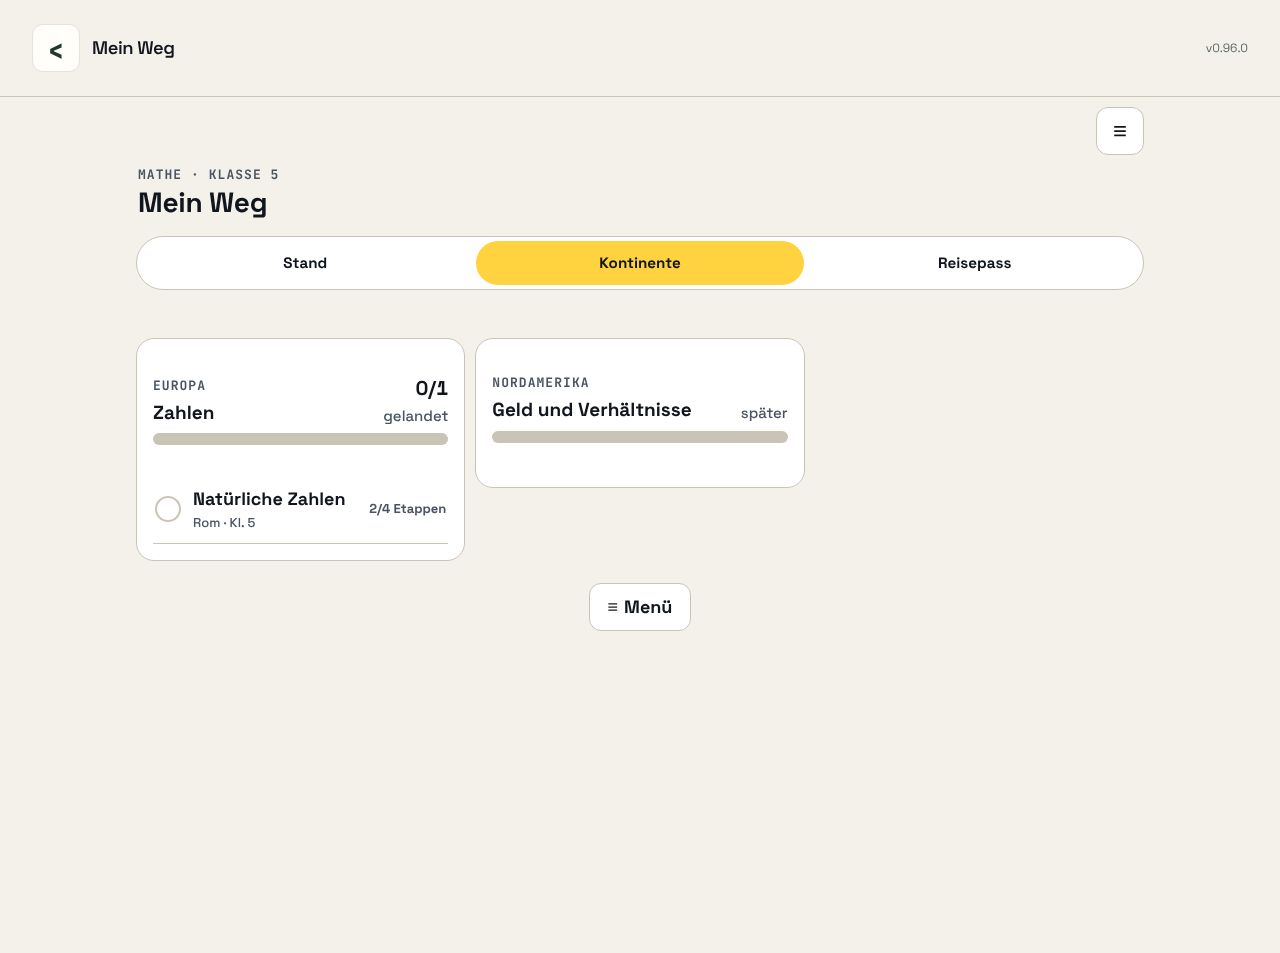 <
Mein Weg
v0.96.0
≡
MATHE · KLASSE 5
Mein Weg
Stand
Kontinente
Reisepass
EUROPA
0/1
Zahlen
gelandet
Natürliche Zahlen
Rom · Kl. 5
2/4 Etappen
NORDAMERIKA
Geld und Verhältnisse
später
≡ Menü